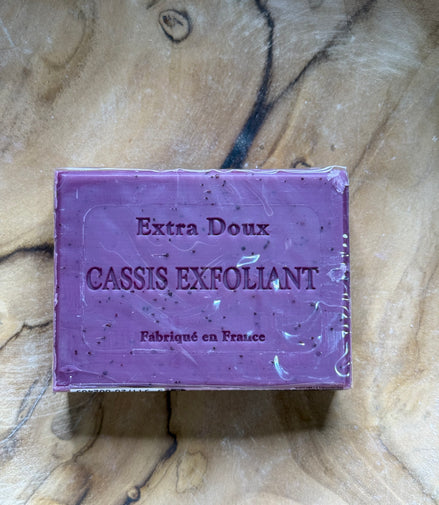 Extra Doux
CASSIS EXFOLIANT
Fabriqué en France